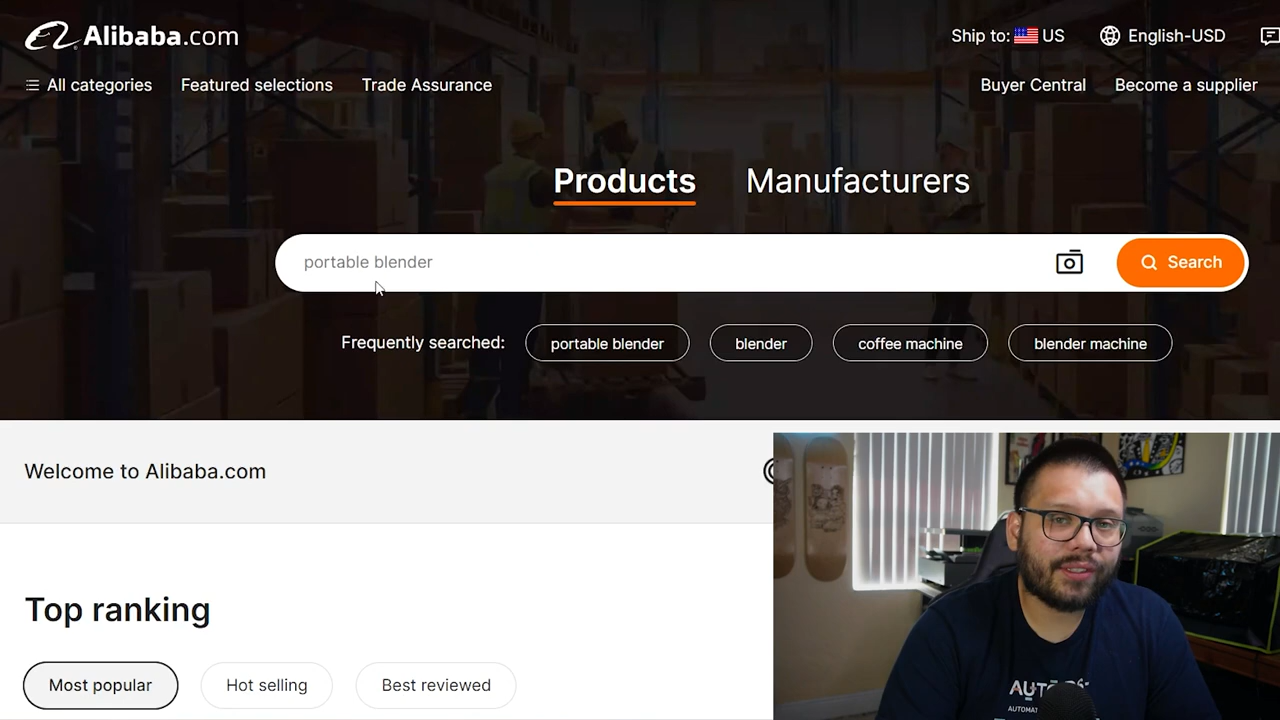 Alibaba.com
Ship to: US
English-USD
All categories
Featured selections
Trade Assurance
Buyer Central
Become a supplier
Products
Manufacturers
portable blender
Search
Frequently searched:
portable blender
blender
coffee machine
blender machine
Welcome to Alibaba.com
Top ranking
Most popular
Hot selling
Best reviewed